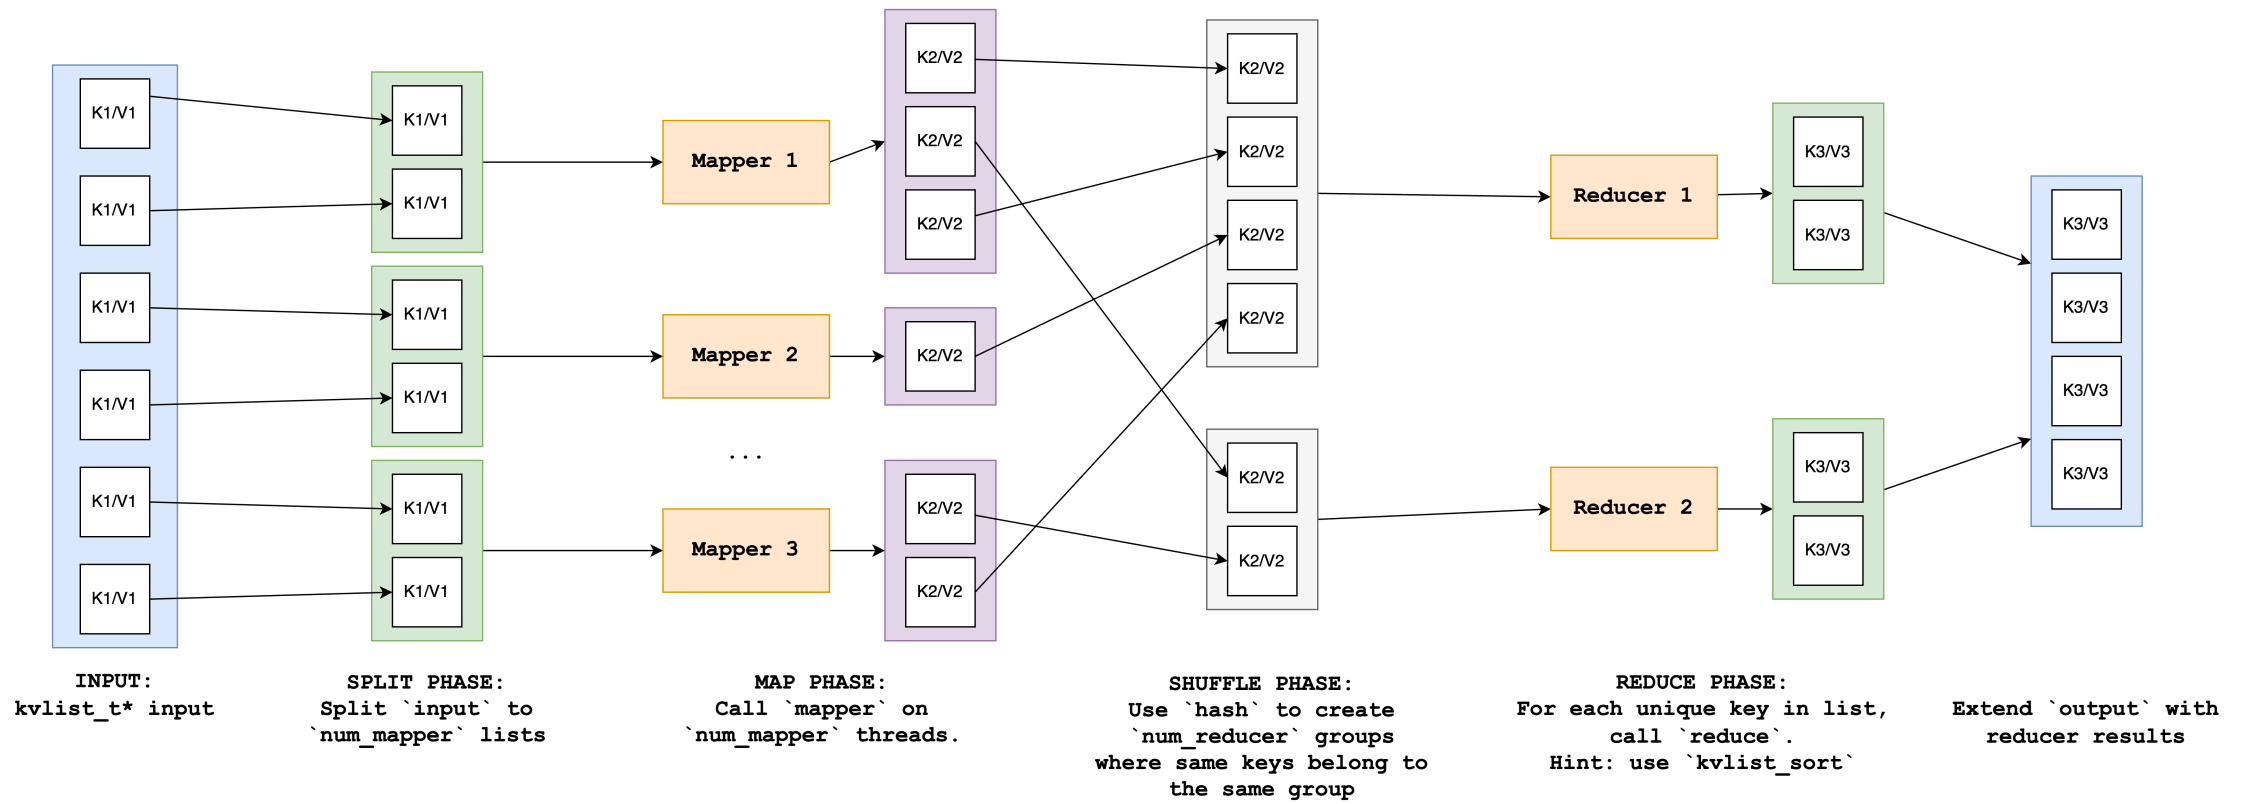 K1/V1
K1/V1
K1/V1
K1/V1
K1/V1
K1/V1
INPUT:
kvlist_t* input
K1/V1
K1/V1
K1/V1
K1/V1
K1/V1
K1/V1
SPLIT PHASE:
Split `input` to
`num_mapper` lists
Mapper 1
Mapper 2
...
Mapper 3
K2/V2
K2/V2
K2/V2
K2/V2
K2/V2
K2/V2
MAP PHASE:
Call `mapper` on
`num_mapper` threads.
K2/V2
K2/V2
K2/V2
K2/V2
K2/V2
K2/V2
SHUFFLE PHASE:
Use `hash` to create
`num_reducer` groups
where same keys belong to
the same group
Reducer 1
Reducer 2
K3/V3
K3/V3
K3/V3
K3/V3
REDUCE PHASE:
For each unique key in list,
call `reduce`.
Hint: use `kvlist_sort`
K3/V3
K3/V3
K3/V3
K3/V3
Extend `output` with
reducer results